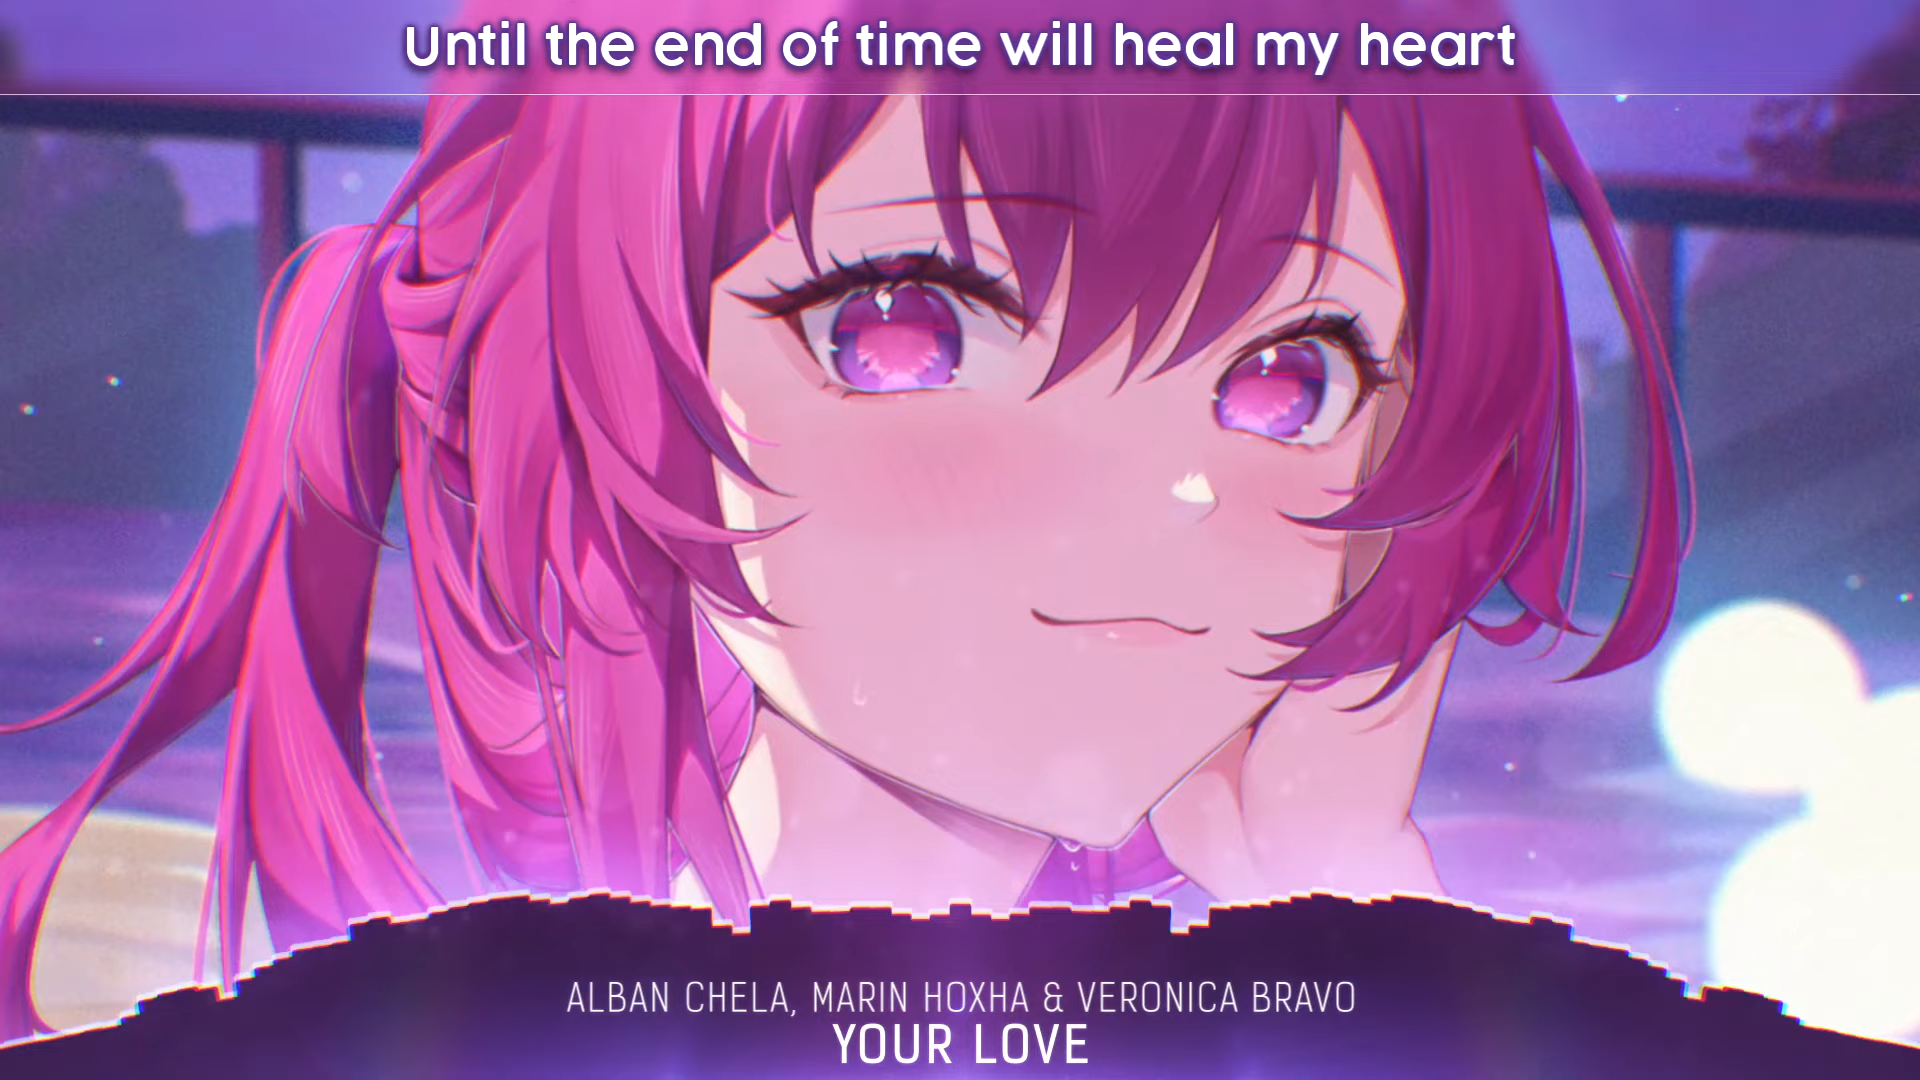 Until the end of time will heal my heart
ALBAN CHELA, MARIN HOXHA & VERONICA BRAVO
YOUR LOVE